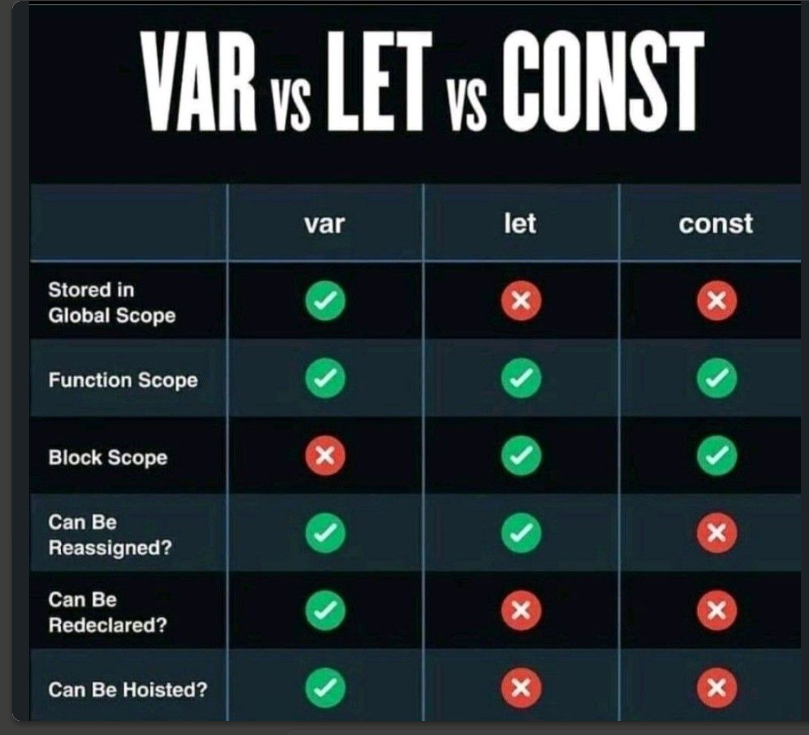 VAR vs LET vs CONST
var let const
Stored in
Global Scope
Function Scope
Block Scope
Can Be
Reassigned?
Can Be
Redeclared?
Can Be Hoisted?